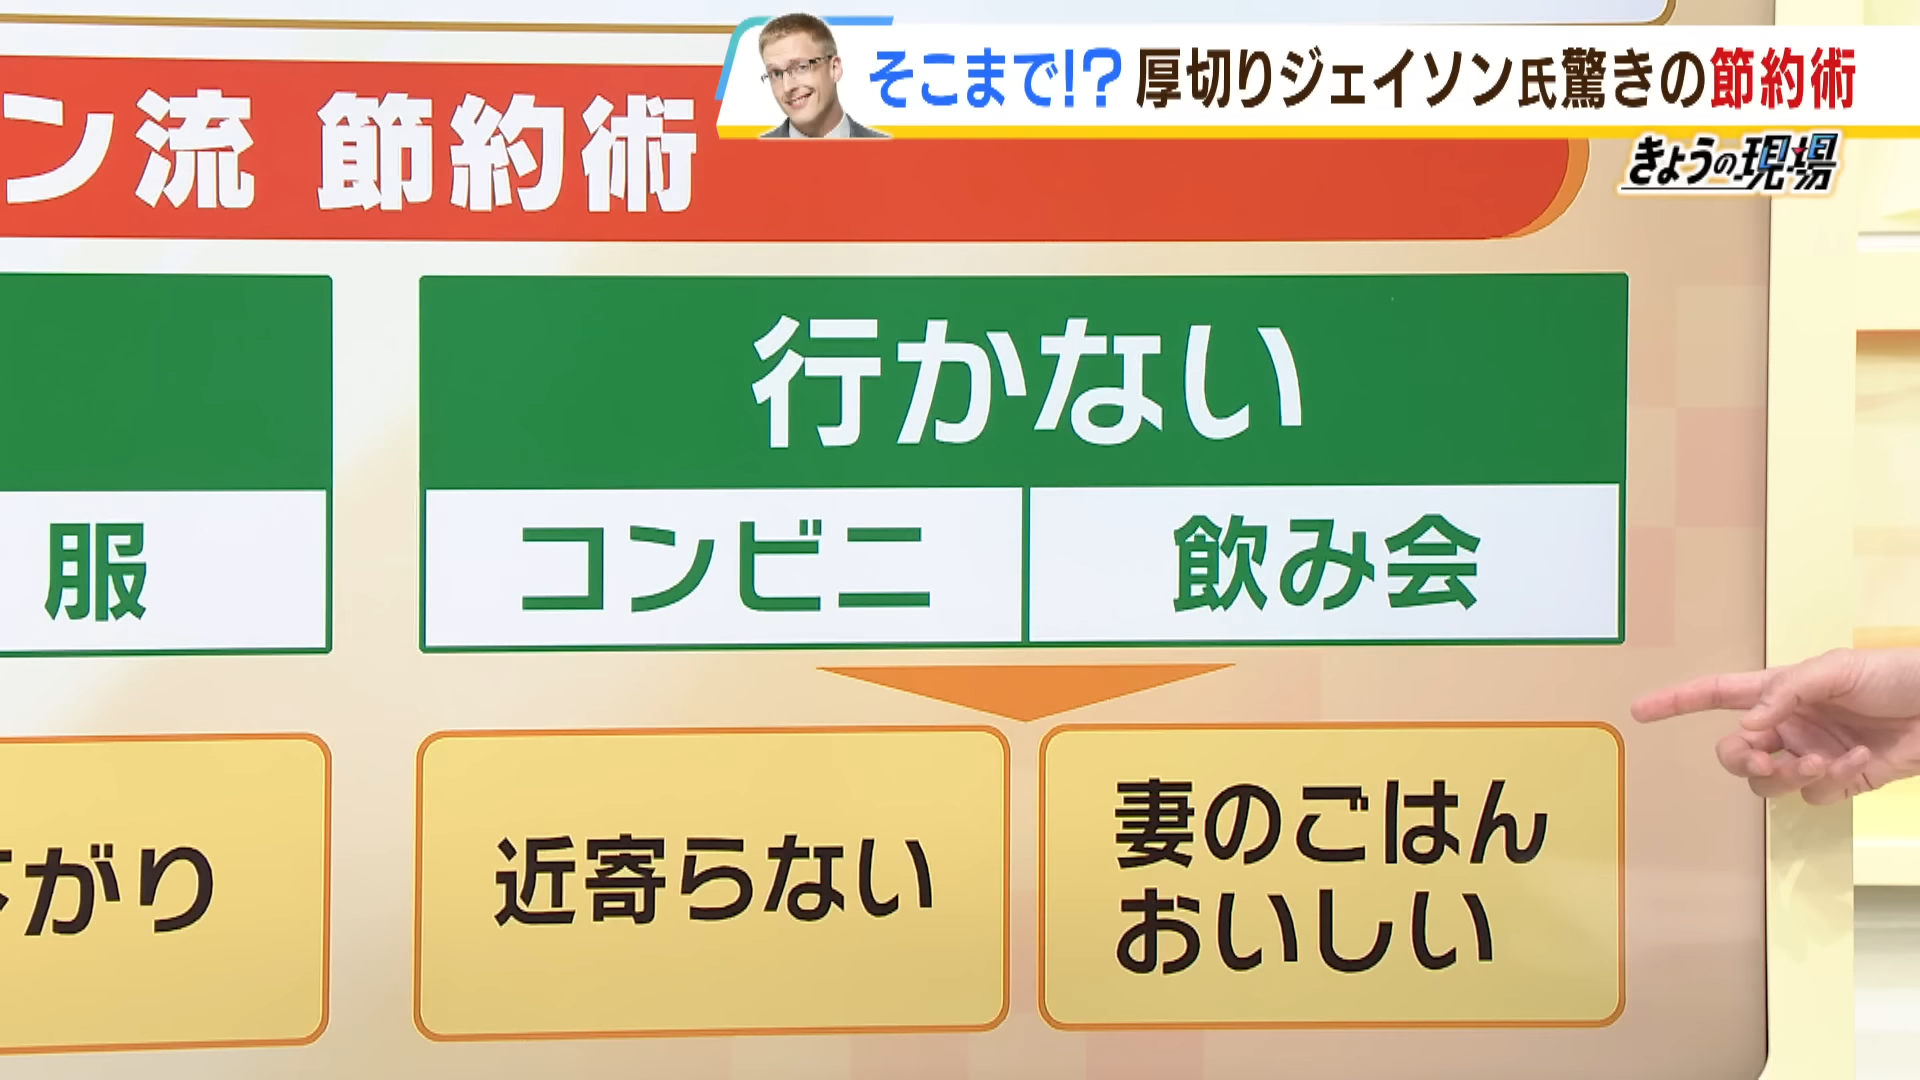 そこまで!?厚切りジェイソン氏驚きの節約術
きょうの現場
ン流 節約術
行かない
服
コンビニ
飲み会
がり
近寄らない
妻のごはん
おいしい